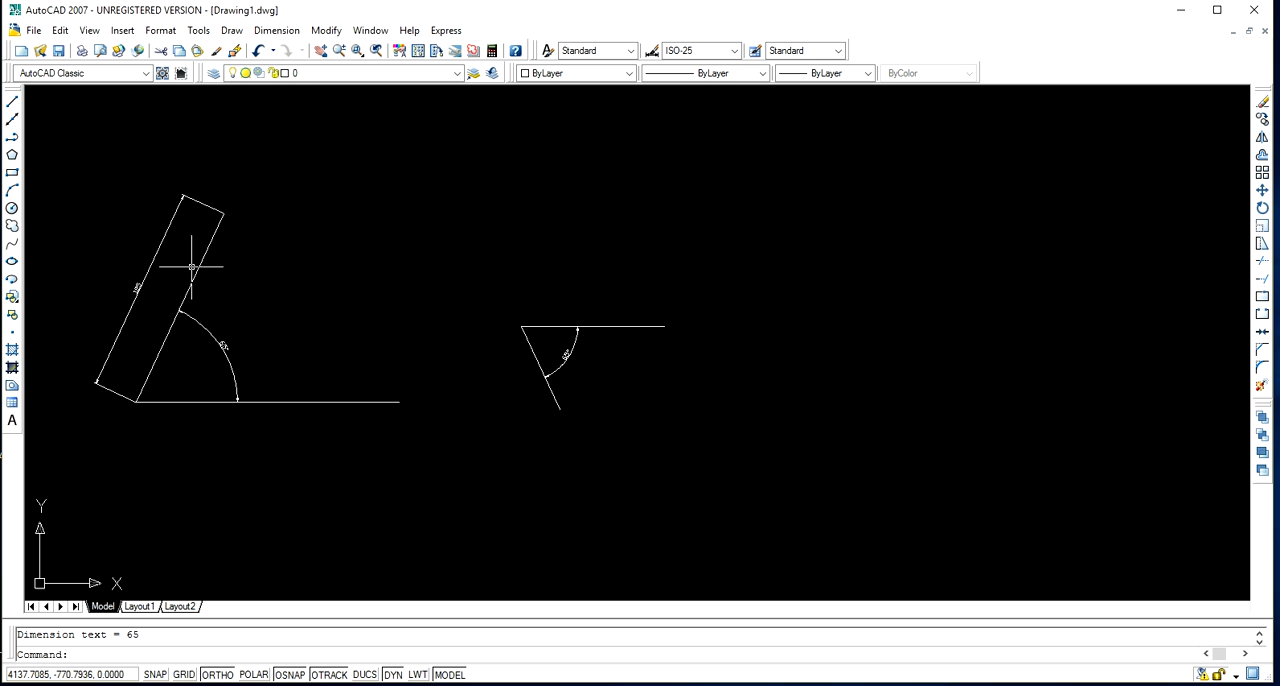 AutoCAD 2007 - UNREGISTERED VERSION - [Drawing1.dwg]
File Edit View Insert Format Tools Draw Dimension Modify Window Help Express
Standard ISO-25 Standard
AutoCAD Classic 0 ByLayer ByLayer ByLayer ByColor
65°
Y
X
Model Layout1 Layout2
Dimension text = 65
Command:
4137.7085, -770.7936, 0.0000 SNAP GRID ORTHO POLAR OSNAP OTRACK DUCS DYN LWT MODEL
A